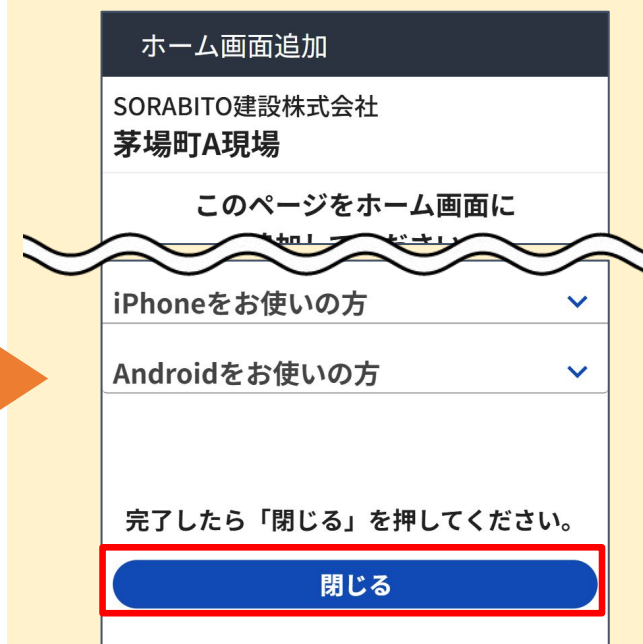 ホーム画面追加
SORABITO建設株式会社
茅場町A現場
このページをホーム画面に
iPhoneをお使いの方
Androidをお使いの方
完了したら「閉じる」を押してください。
閉じる